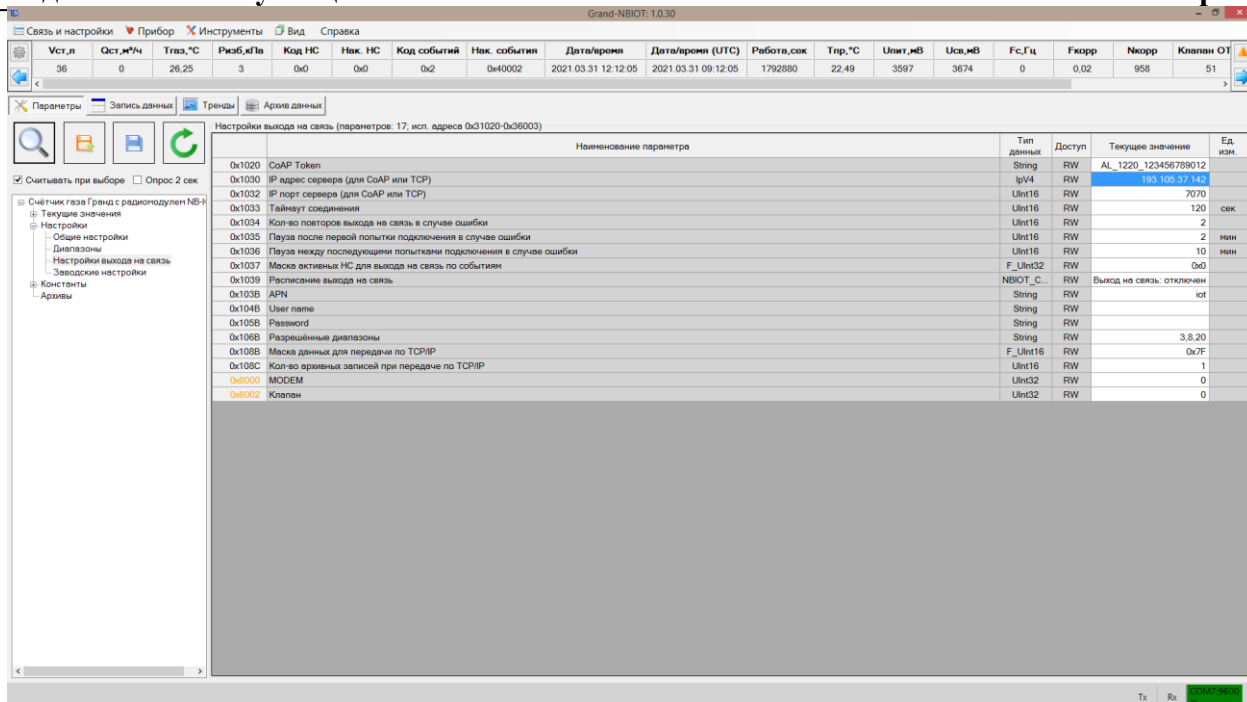 Grand-NBIOT: 1.0.30
Связь и настройки Прибор Инструменты Вид Справка
Vст,л Qст,м³/ч Tгаз,°C Pизб,кПа Код НС Нак. НС Код событий Нак. события Дата/время Дата/время (UTC) Работа,сек Tпр,°C Uпит,мВ Uсв,мВ Fс,Гц Fкорр Nкорр Клапан ОТ
36 0 26,25 3 0x0 0x0 0x2 0x40002 2021.03.31 12:12:05 2021.03.31 09:12:05 1792880 22,49 3597 3674 0 0,02 958 51
Параметры Запись данных Тренды Архив данных
Считывать при выборе Опрос 2 сек
Счётчик газа Гранд с радиомодулем NB-I
Текущие значения
Настройки
Общие настройки
Диапазоны
Настройки выхода на связь
Заводские настройки
Константы
Архивы
Настройки выхода на связь (параметров: 17; исп. адреса 0x31020-0x36003)
Наименование параметра Тип данных Доступ Текущее значение Ед. изм.
0x1020 CoAP Token String RW AL_1220_123456789012
0x1030 IP адрес сервера (для CoAP или TCP) IpV4 RW 193.105.37.142
0x1032 IP порт сервера (для CoAP или TCP) UInt16 RW 7070
0x1033 Таймаут соединения UInt16 RW 120 сек
0x1034 Кол-во повторов выхода на связь в случае ошибки UInt16 RW 2
0x1035 Пауза после первой попытки подключения в случае ошибки UInt16 RW 2 мин
0x1036 Пауза между последующими попытками подключения в случае ошибки UInt16 RW 10 мин
0x1037 Маска активных НС для выхода на связь по событиям F_UInt32 RW 0x0
0x1039 Расписание выхода на связь NBIOT_C... RW Выход на связь: отключен
0x103B APN String RW iot
0x104B User name String RW
0x105B Password String RW
0x106B Разрешённые диапазоны String RW 3,8,20
0x108B Маска данных для передачи по TCP/IP F_UInt16 RW 0x7F
0x108C Кол-во архивных записей при передаче по TCP/IP UInt16 RW 1
0x6000 MODEM UInt32 RW 0
0x6002 Клапан UInt32 RW 0
Tx Rx COM7:9600